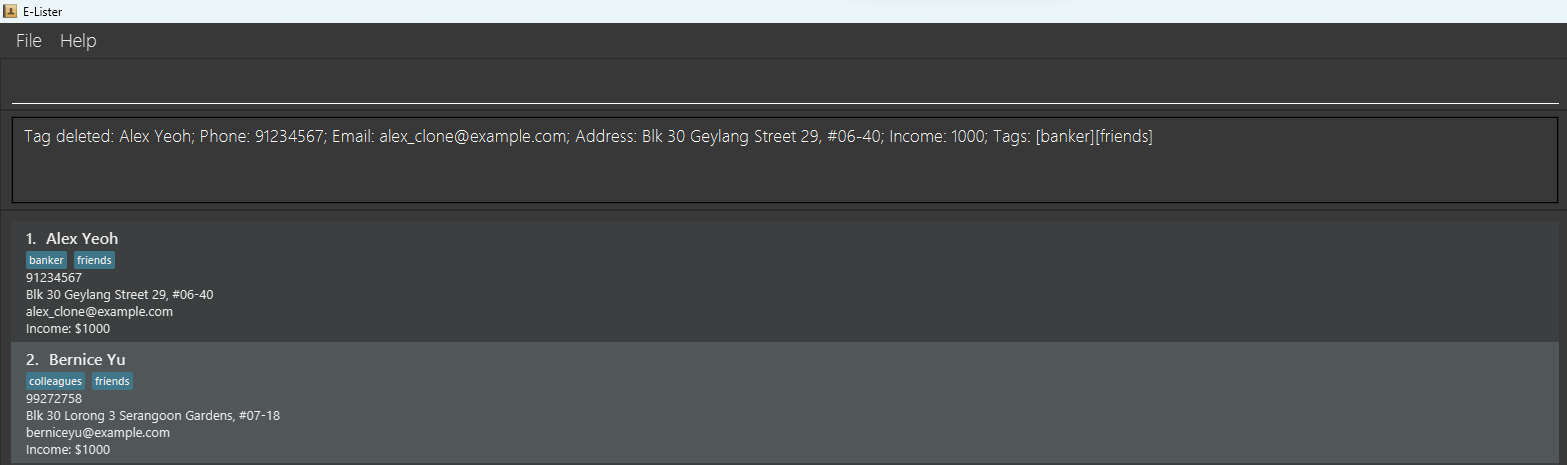 E-Lister
File Help
Tag deleted: Alex Yeoh; Phone: 91234567; Email: alex_clone@example.com; Address: Blk 30 Geylang Street 29, #06-40; Income: 1000; Tags: [banker][friends]
1. Alex Yeoh
banker friends
91234567
Blk 30 Geylang Street 29, #06-40
alex_clone@example.com
Income: $1000
2. Bernice Yu
colleagues friends
99272758
Blk 30 Lorong 3 Serangoon Gardens, #07-18
berniceyu@example.com
Income: $1000